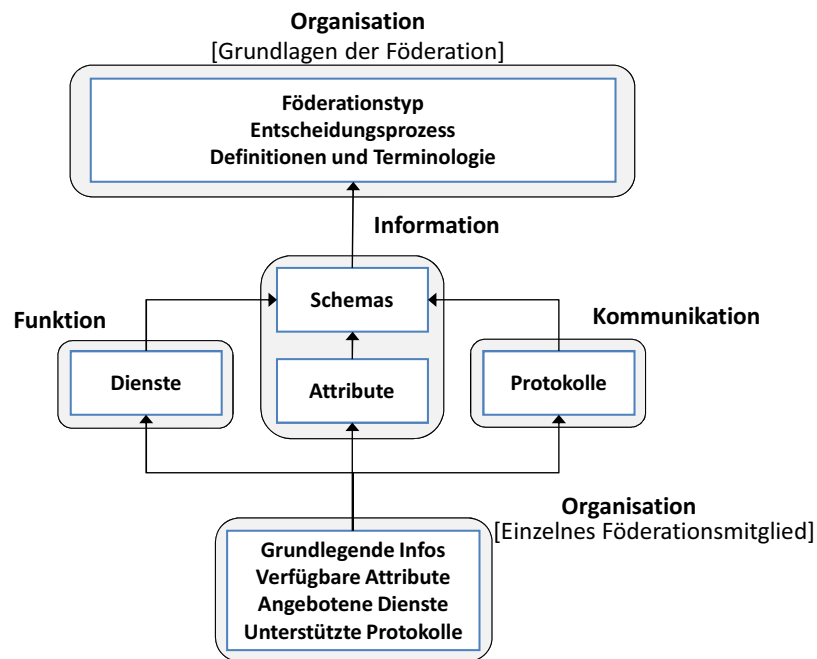 Organisation
[Grundlagen der Föderation]
Föderationstyp
Entscheidungsprozess
Definitionen und Terminologie
Information
Schemas
Funktion
Kommunikation
Dienste
Attribute
Protokolle
Organisation
[Einzelnes Föderationsmitglied]
Grundlegende Infos
Verfügbare Attribute
Angebotene Dienste
Unterstützte Protokolle